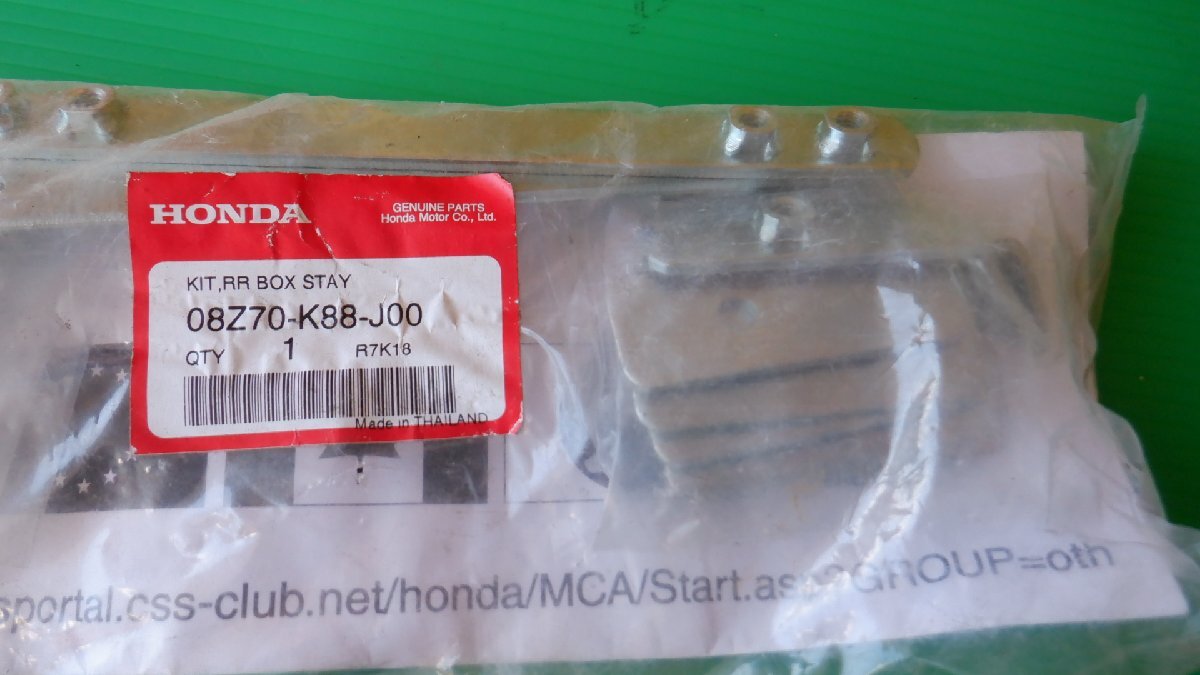 HONDA
GENUINE PARTS
Honda Motor Co., Ltd.
KIT,RR BOX STAY
08Z70-K88-J00
QTY 1 R7K18
Made in THAILAND
sportal.css-club.net/honda/MCA/Start.asp?GROUP=oth